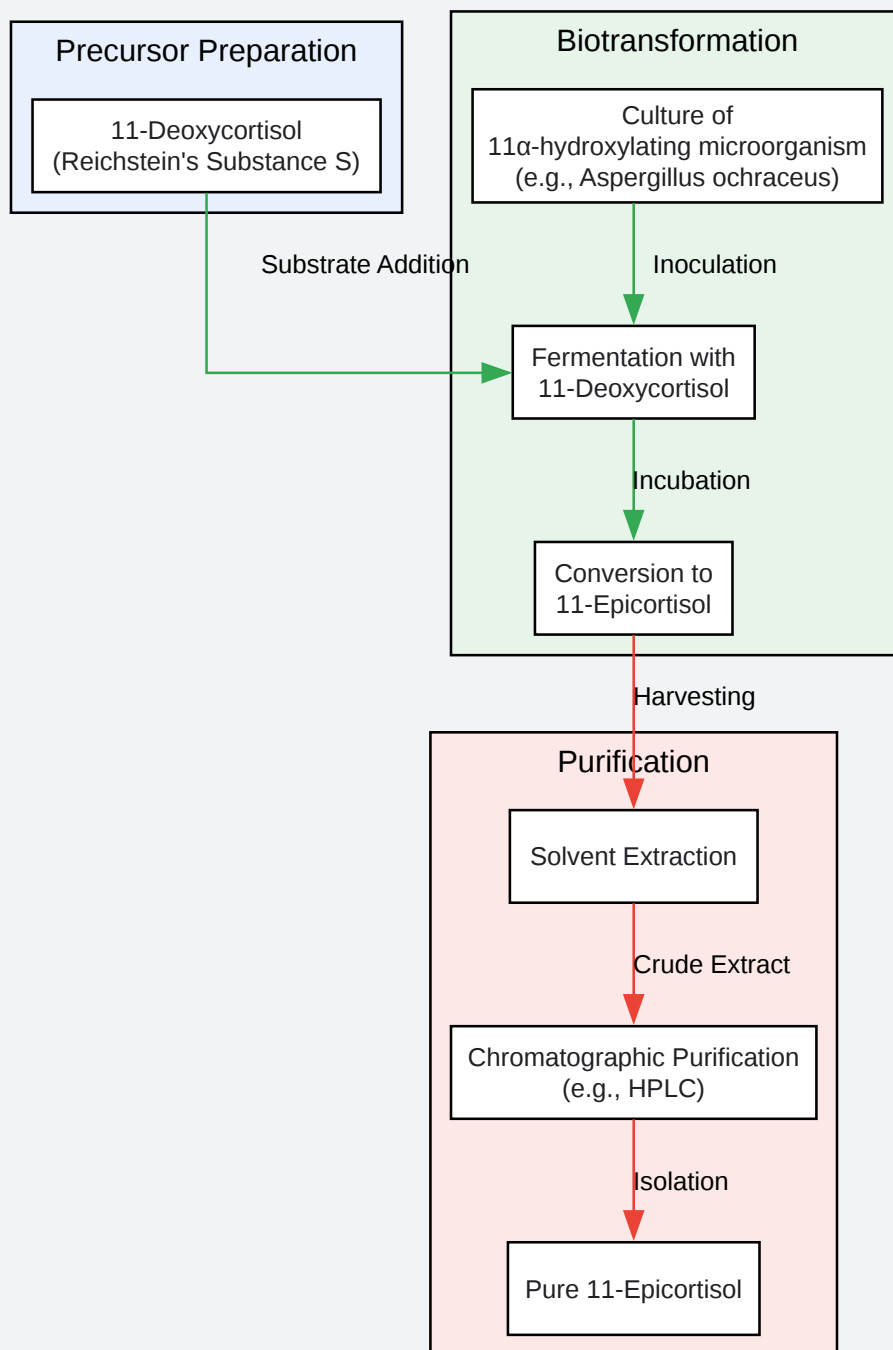 Precursor Preparation
11-Deoxycortisol
(Reichstein's Substance S)
Biotransformation
Culture of
11α-hydroxylating microorganism
(e.g., Aspergillus ochraceus)
Substrate Addition
Inoculation
Fermentation with
11-Deoxycortisol
Incubation
Conversion to
11-Epicortisol
Harvesting
Purification
Solvent Extraction
Crude Extract
Chromatographic Purification
(e.g., HPLC)
Isolation
Pure 11-Epicortisol